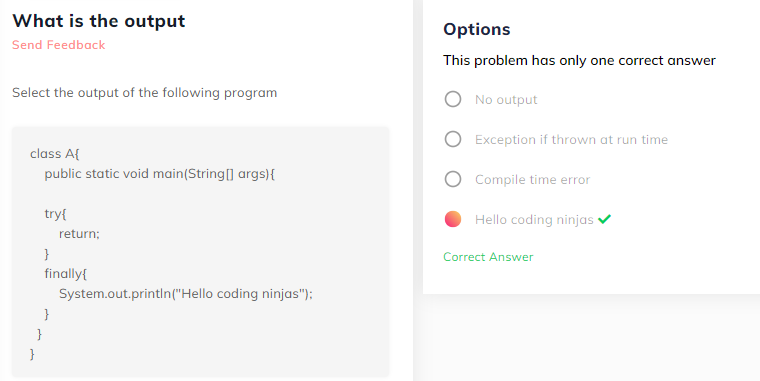 What is the output
Send Feedback
Select the output of the following program
class A{
public static void main(String[] args){
try{
return;
}
finally{
System.out.println("Hello coding ninjas");
}
}
}
Options
This problem has only one correct answer
No output
Exception if thrown at run time
Compile time error
Hello coding ninjas
Correct Answer